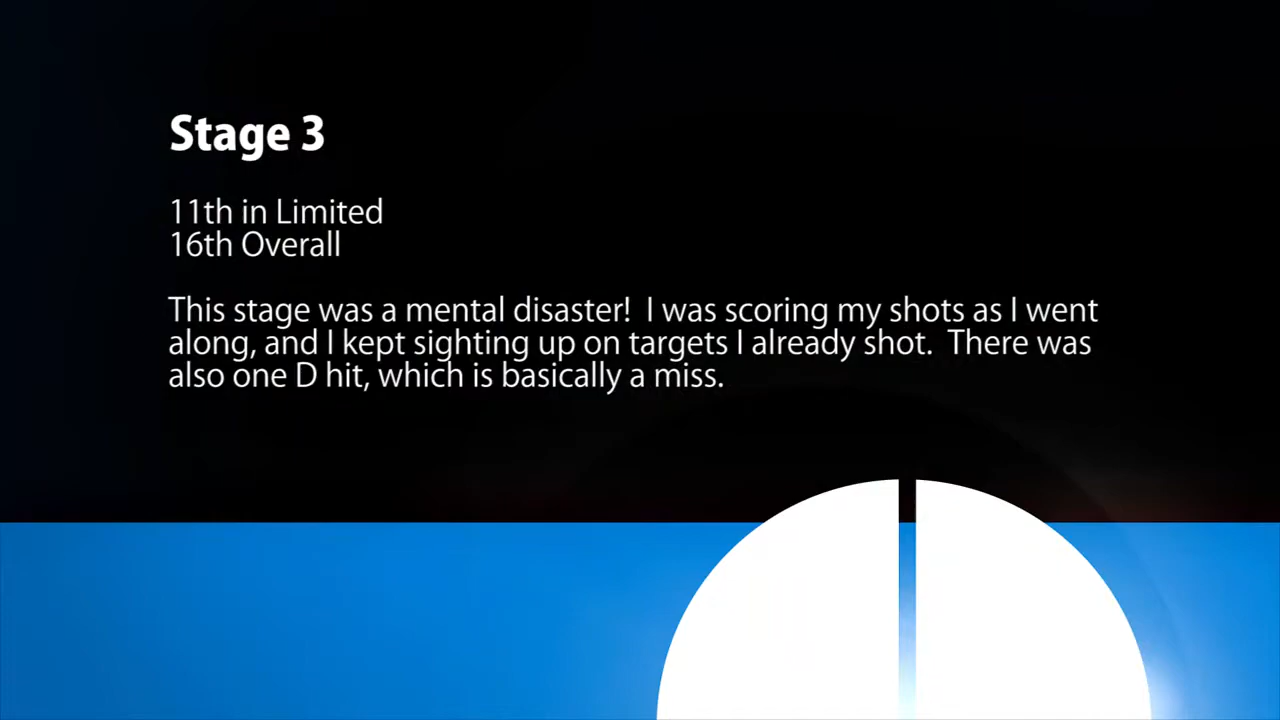 Stage 3
11th in Limited
16th Overall
This stage was a mental disaster!  I was scoring my shots as I went
along, and I kept sighting up on targets I already shot.  There was
also one D hit, which is basically a miss.